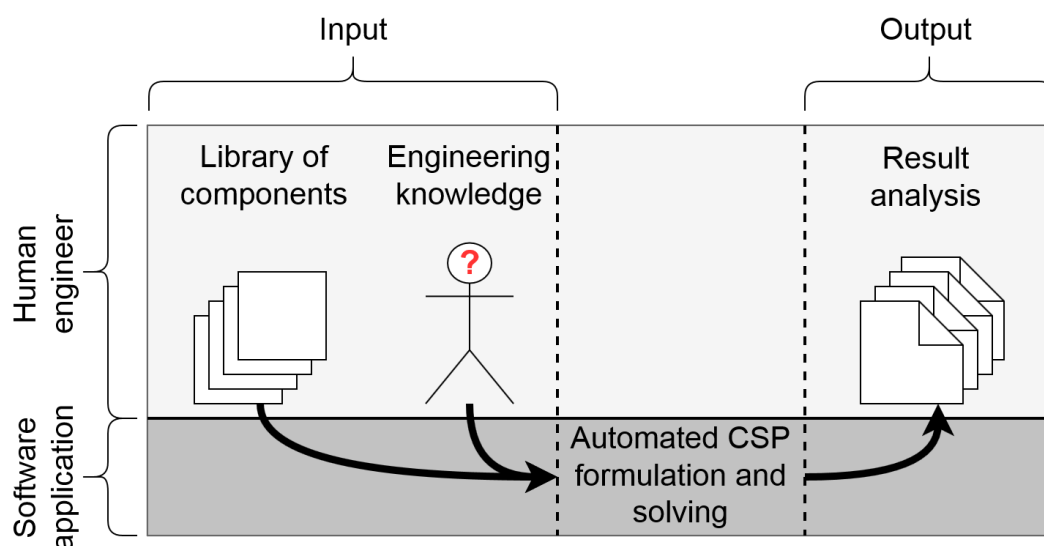 Input
Output
Library of
components
Engineering
knowledge
Result
analysis
Human
engineer
?
Automated CSP
formulation and
solving
Software
application